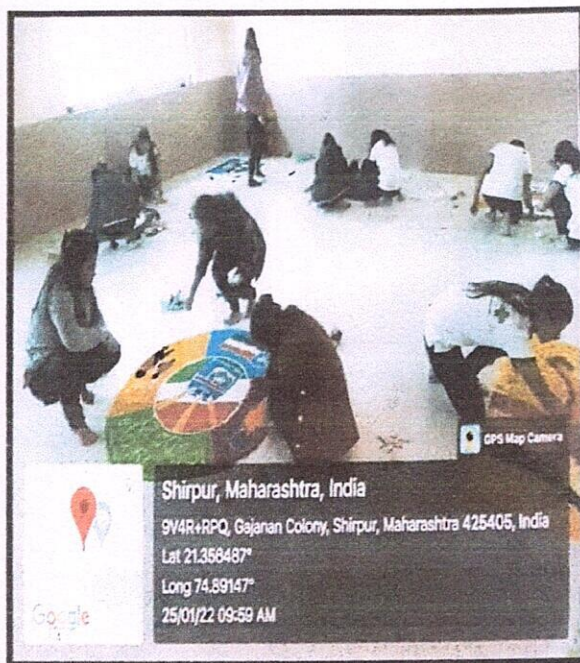 GPS Map Camera
Shirpur, Maharashtra, India
9V4R+RPQ, Gajanan Colony, Shirpur, Maharashtra 425405, India
Lat 21.356487°
Long 74.89147°
25/01/22 09:59 AM
Google